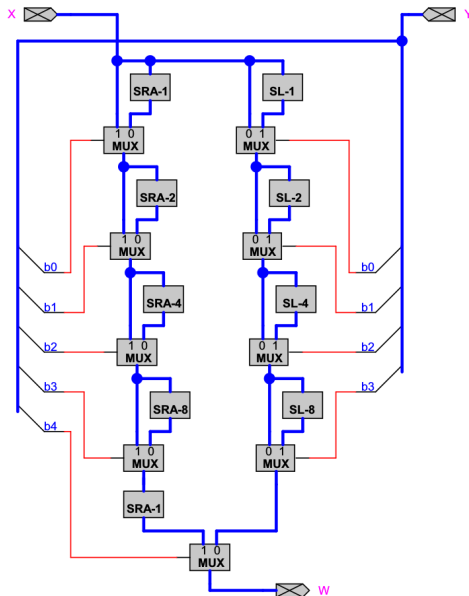 X Y
SRA-1 SL-1
1 0 0 1
MUX MUX
SRA-2 SL-2
1 0 0 1
MUX MUX
b0 b0
SRA-4 SL-4
b1 b1
1 0 0 1
b2 b2
MUX MUX
b3 b3
SRA-8 SL-8
b4
1 0 0 1
MUX MUX
SRA-1
1 0
MUX
W